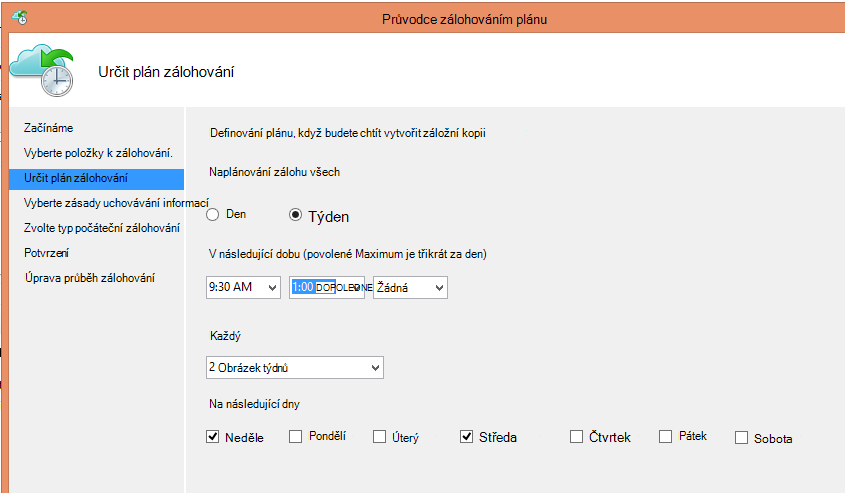 Průvodce zálohováním plánu
Určit plán zálohování
Začínáme
Vyberte položky k zálohování.
Určit plán zálohování
Vyberte zásady uchovávání informací
Zvolte typ počáteční zálohování
Potvrzení
Úprava průběh zálohování
Definování plánu, když budete chtít vytvořit záložní kopii
Naplánování zálohu všech
Den Týden
V následující dobu (povolené Maximum je třikrát za den)
9:30 AM 1:00 DOPOLEDNE Žádná
Každý
2 Obrázek týdnů
Na následující dny
Neděle Pondělí Úterý Středa Čtvrtek Pátek Sobota